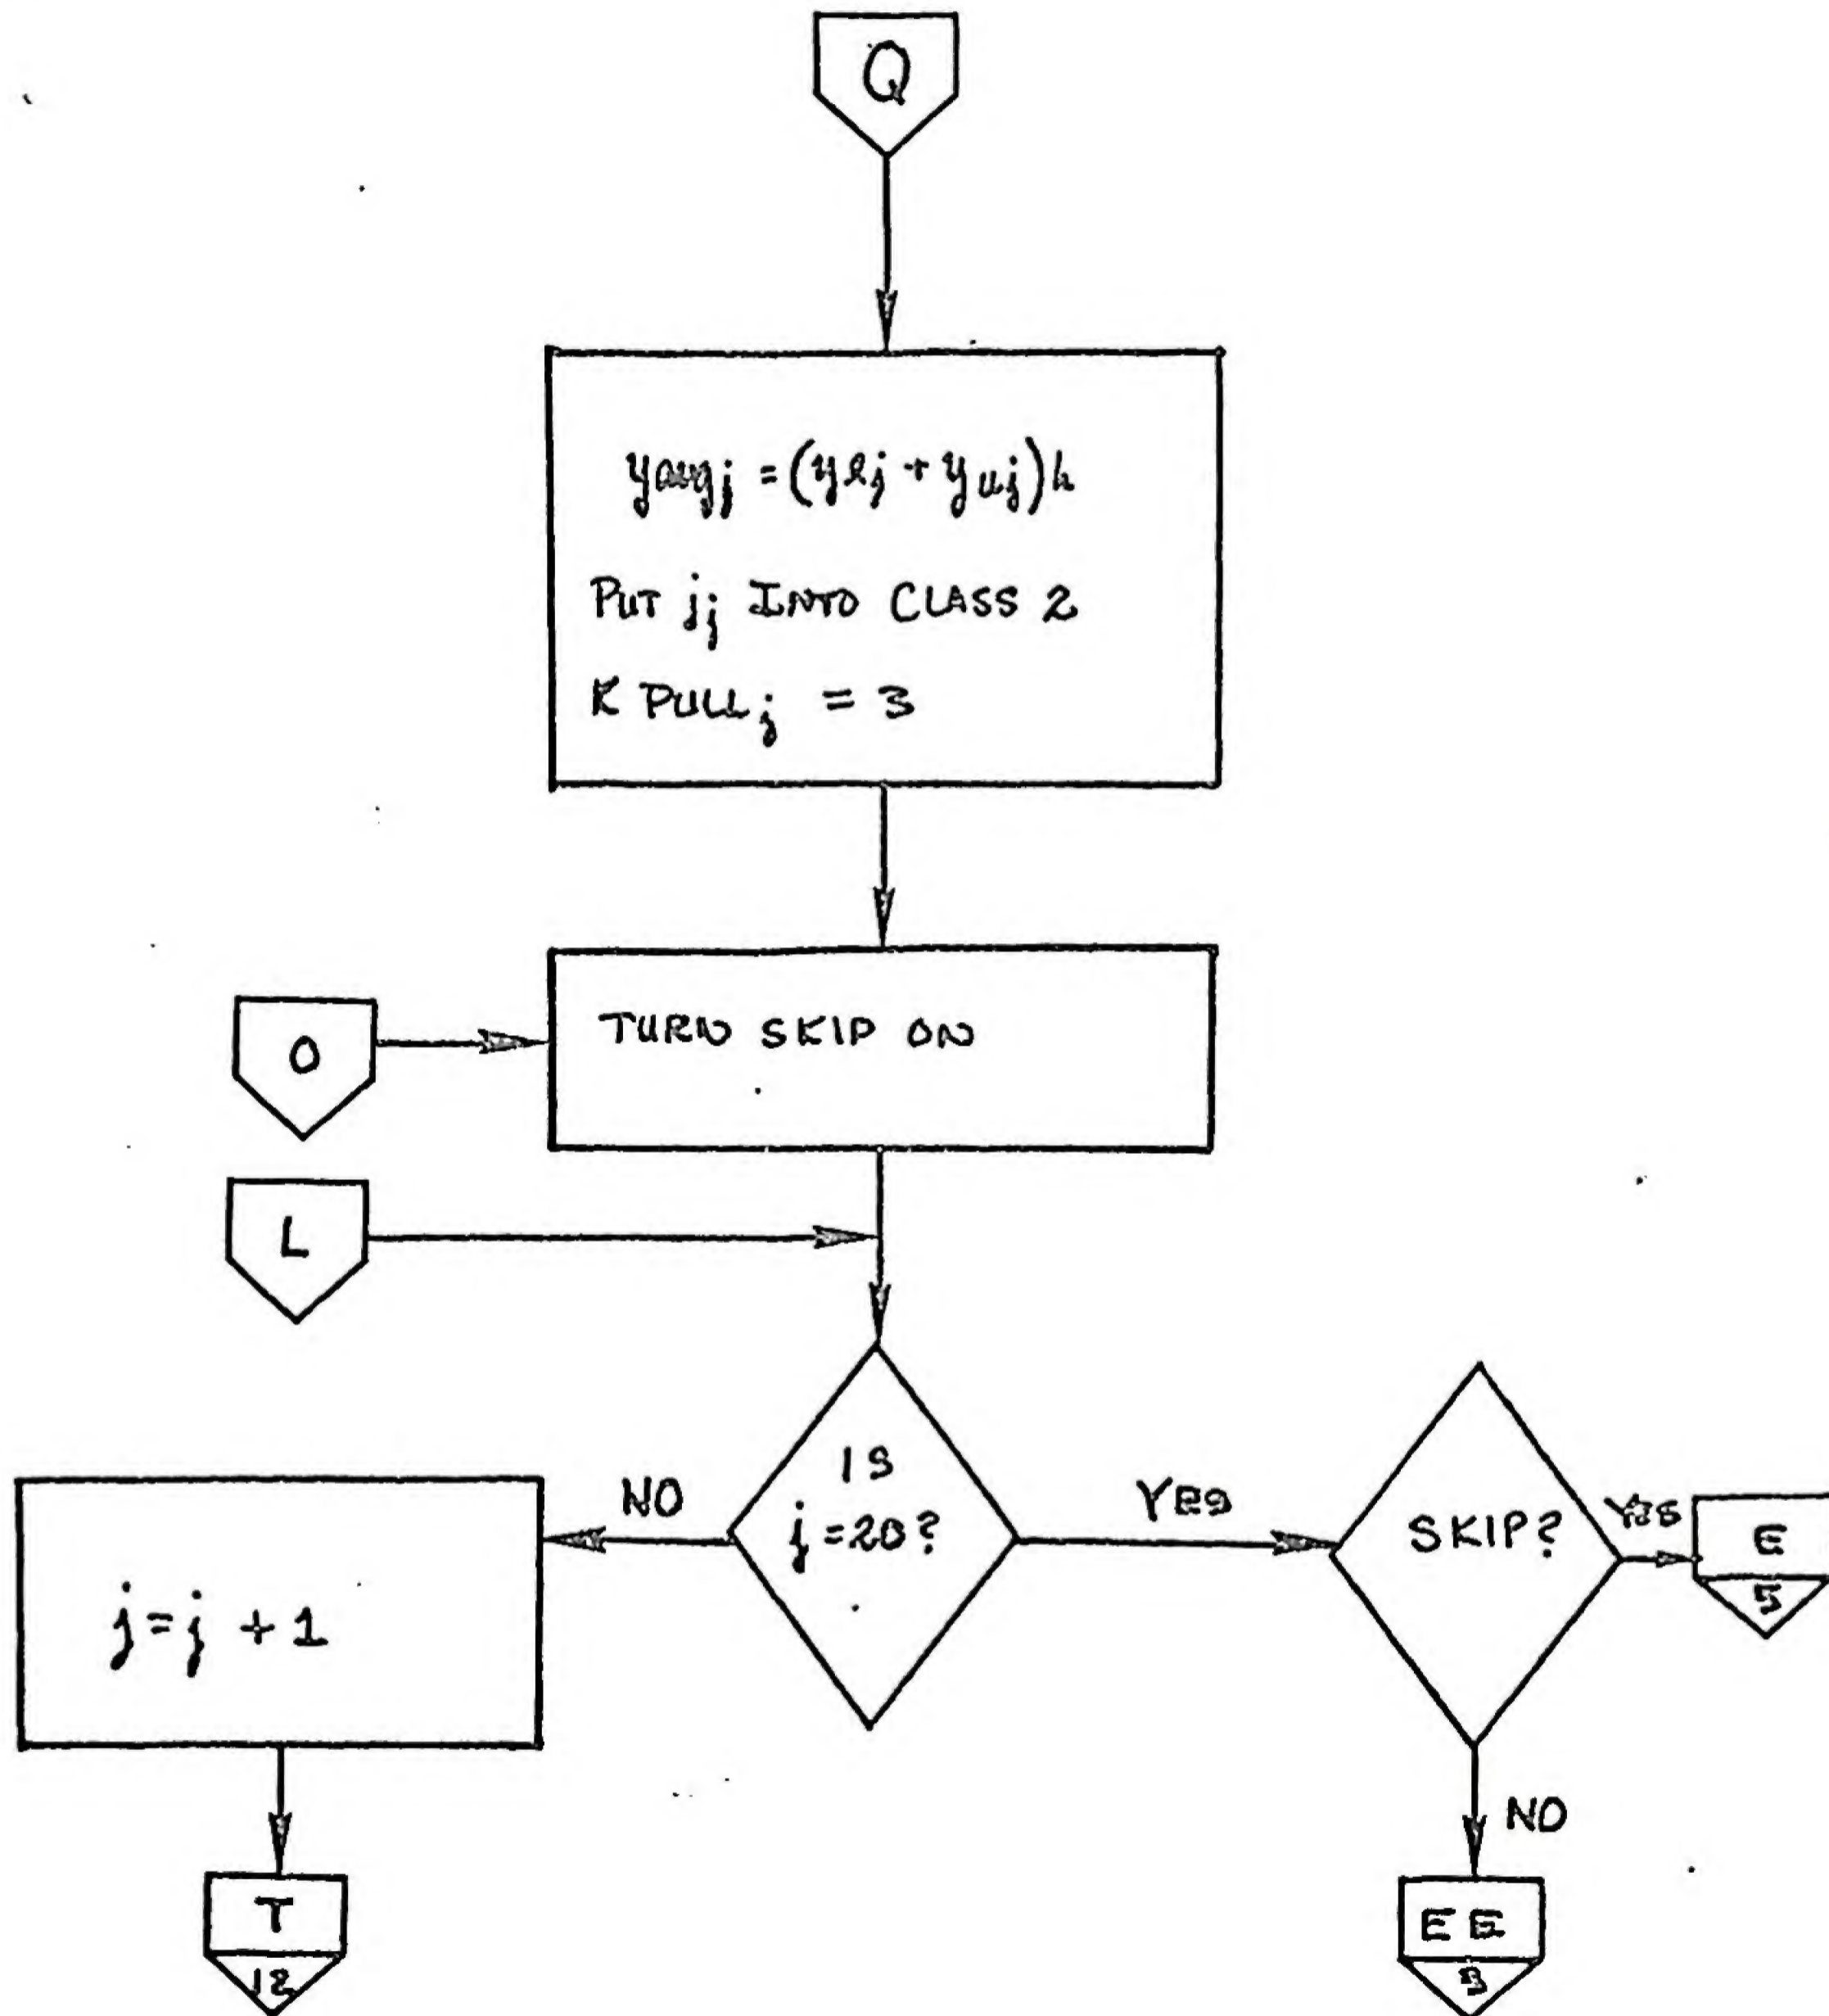 Q
yavgj = (ylj + yuj)h
PUT jj INTO CLASS 2
K PULLj = 3
TURN SKIP ON
O
L
IS
j=20?
NO
YES
SKIP?
YES
E
5
j=j + 1
NO
T
12
EE
3